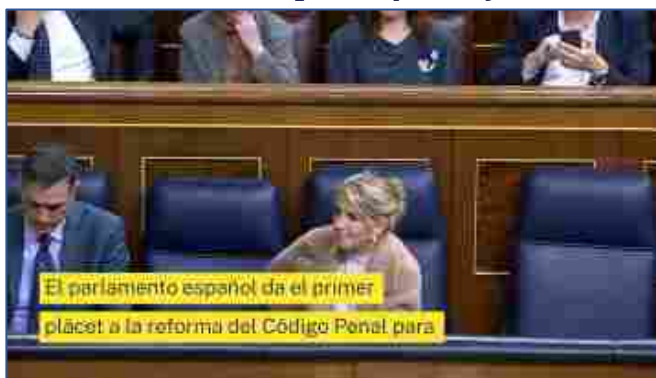 El parlamento español da el primer
plácet a la reforma del Código Penal para